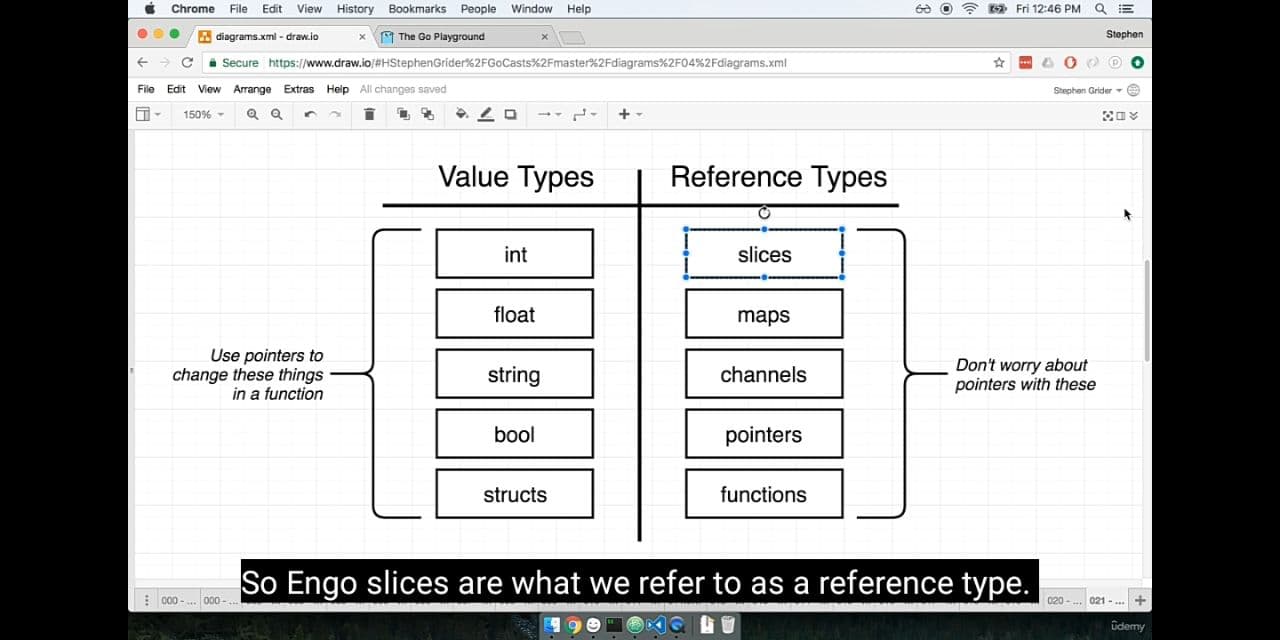 Chrome File Edit View History Bookmarks People Window Help Fri 12:46 PM
diagrams.xml - draw.io The Go Playground Stephen
Secure https://www.draw.io/#HStephenGrider%2FGoCasts%2Fmaster%2Fdiagrams%2F04%2Fdiagrams.xml
File Edit View Arrange Extras Help All changes saved Stephen Grider
150%
Value Types Reference Types
int slices
float maps
Use pointers to
change these things
in a function
string channels
Don't worry about
pointers with these
bool pointers
structs functions
So Engo slices are what we refer to as a reference type.
000 - ... 000 - ... 020 - ... 021 - ...
ûdemy